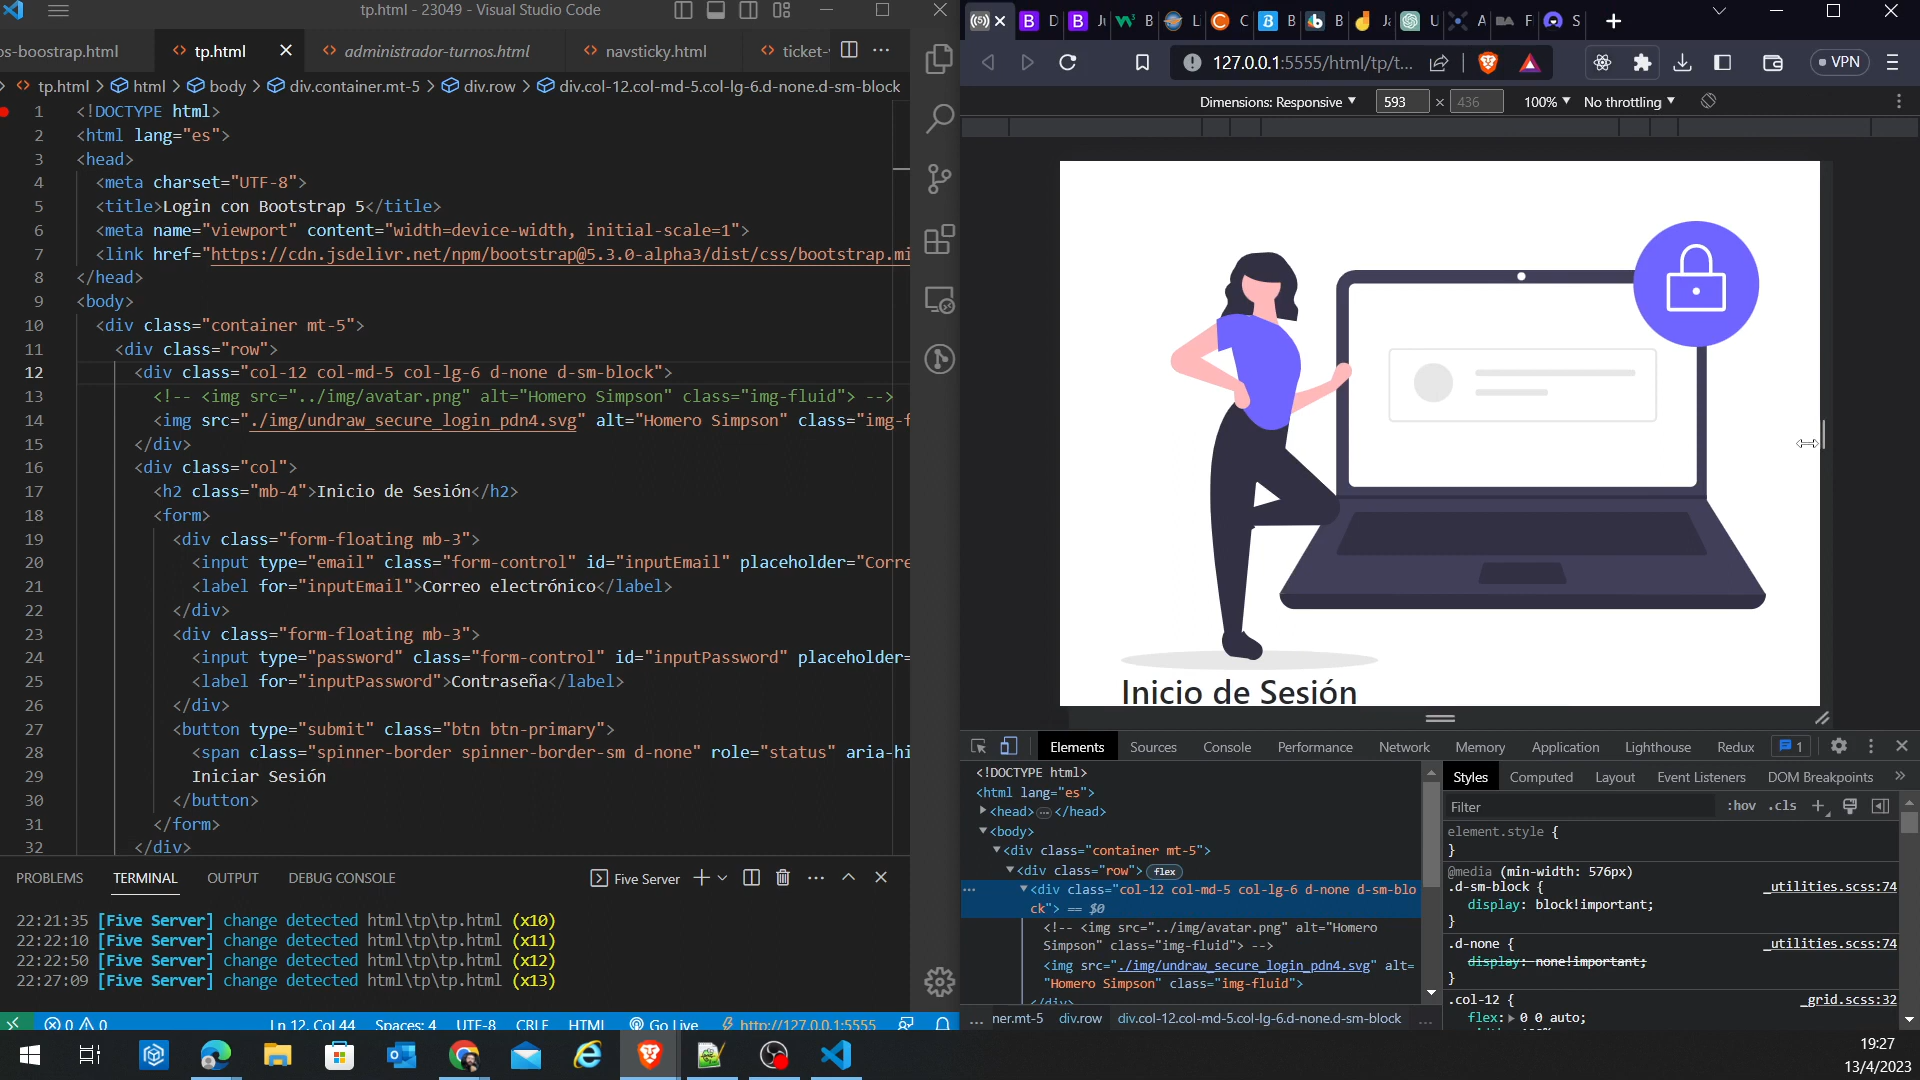 tp.html - 23049 - Visual Studio Code
os-boostrap.html
tp.html
administrador-turnos.html
navsticky.html
ticket-
tp.html > html > body > div.container.mt-5 > div.row > div.col-12.col-md-5.col-lg-6.d-none.d-sm-block
1 <!DOCTYPE html>
2 <html lang="es">
3 <head>
4 <meta charset="UTF-8">
5 <title>Login con Bootstrap 5</title>
6 <meta name="viewport" content="width=device-width, initial-scale=1">
7 <link href="https://cdn.jsdelivr.net/npm/bootstrap@5.3.0-alpha3/dist/css/bootstrap.mi
8 </head>
9 <body>
10 <div class="container mt-5">
11 <div class="row">
12 <div class="col-12 col-md-5 col-lg-6 d-none d-sm-block">
13 <!-- <img src="../img/avatar.png" alt="Homero Simpson" class="img-fluid"> -->
14 <img src="./img/undraw_secure_login_pdn4.svg" alt="Homero Simpson" class="img-f
15 </div>
16 <div class="col">
17 <h2 class="mb-4">Inicio de Sesión</h2>
18 <form>
19 <div class="form-floating mb-3">
20 <input type="email" class="form-control" id="inputEmail" placeholder="Corre
21 <label for="inputEmail">Correo electrónico</label>
22 </div>
23 <div class="form-floating mb-3">
24 <input type="password" class="form-control" id="inputPassword" placeholder=
25 <label for="inputPassword">Contraseña</label>
26 </div>
27 <button type="submit" class="btn btn-primary">
28 <span class="spinner-border spinner-border-sm d-none" role="status" aria-hi
29 Iniciar Sesión
30 </button>
31 </form>
32 </div>
PROBLEMS TERMINAL OUTPUT DEBUG CONSOLE
Five Server
22:21:35 [Five Server] change detected html\tp\tp.html (x10)
22:22:10 [Five Server] change detected html\tp\tp.html (x11)
22:22:50 [Five Server] change detected html\tp\tp.html (x12)
22:27:09 [Five Server] change detected html\tp\tp.html (x13)
0 0 Ln 12, Col 44 Spaces: 4 UTF-8 CRLF HTML Go Live http://127.0.0.1:5555
127.0.0.1:5555/html/tp/t...
VPN
Dimensions: Responsive 593 × 436 100% No throttling
Inicio de Sesión
Elements Sources Console Performance Network Memory Application Lighthouse Redux 1
<!DOCTYPE html>
<html lang="es">
<head> ... </head>
<body>
<div class="container mt-5">
<div class="row"> flex
<div class="col-12 col-md-5 col-lg-6 d-none d-sm-blo
ck"> == $0
<!-- <img src="../img/avatar.png" alt="Homero
Simpson" class="img-fluid"> -->
<img src="./img/undraw_secure_login_pdn4.svg" alt=
"Homero Simpson" class="img-fluid">
</div>
... ner.mt-5 div.row div.col-12.col-md-5.col-lg-6.d-none.d-sm-block ...
Styles Computed Layout Event Listeners DOM Breakpoints
Filter :hov .cls
element.style {
}
@media (min-width: 576px)
.d-sm-block { _utilities.scss:74
display: block!important;
}
.d-none { _utilities.scss:74
display: none!important;
}
.col-12 { _grid.scss:32
flex: 0 0 auto;
19:27
13/4/2023